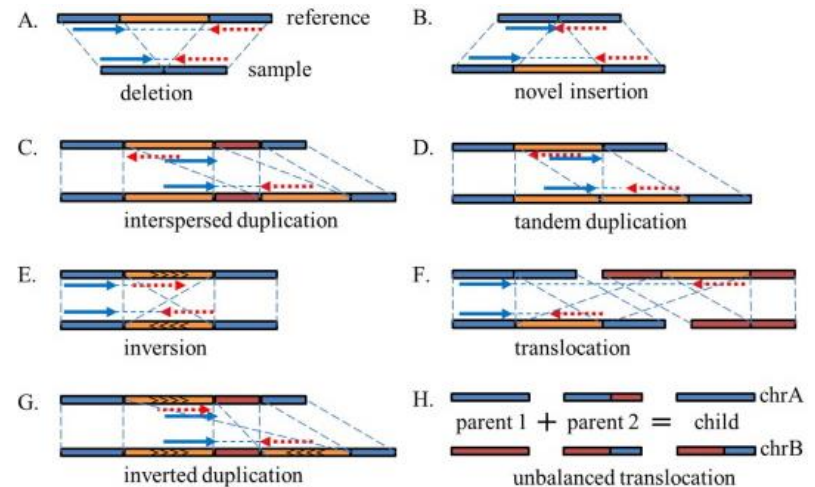 A.
reference
sample
deletion
B.
novel insertion
C.
interspersed duplication
D.
tandem duplication
E.
inversion
F.
translocation
G.
inverted duplication
H.
chrA
parent 1 + parent 2 = child
chrB
unbalanced translocation